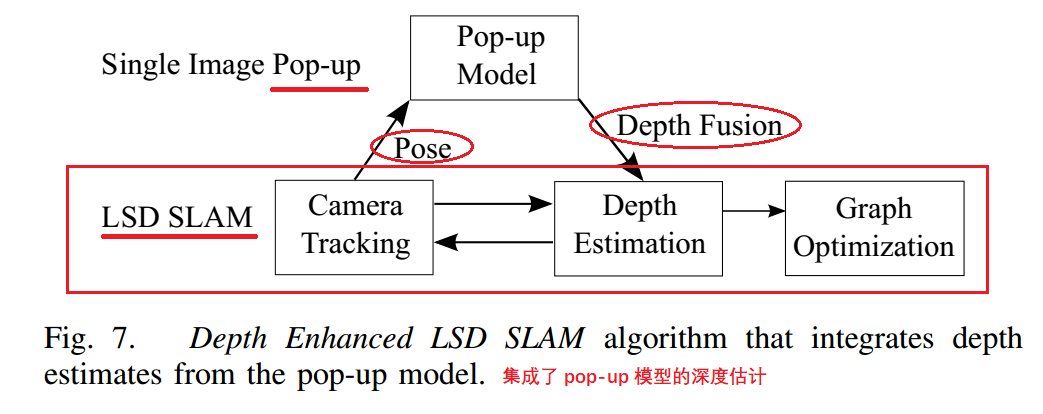 Single Image Pop-up
Pop-up
Model
Pose
Depth Fusion
LSD SLAM
Camera
Tracking
Depth
Estimation
Graph
Optimization
Fig. 7. Depth Enhanced LSD SLAM algorithm that integrates depth
estimates from the pop-up model. 集成了 pop-up 模型的深度估计